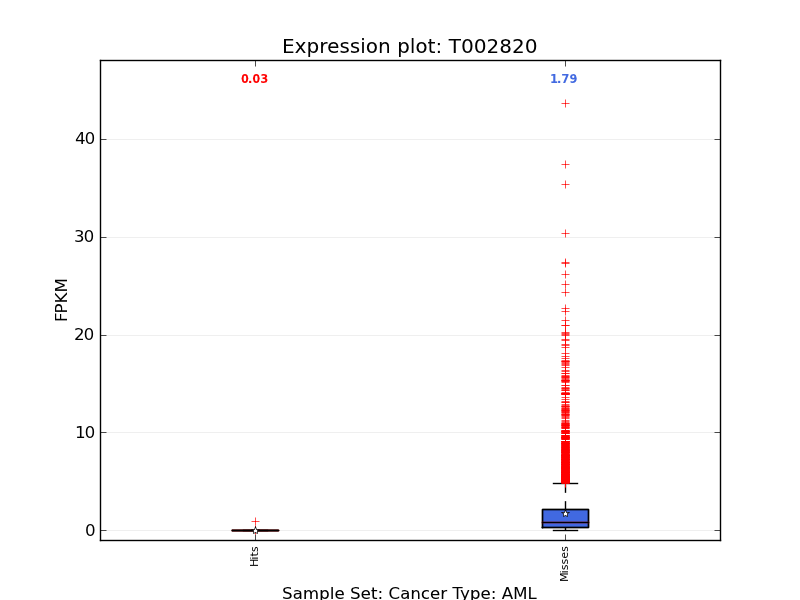 Expression plot: T002820
0.03
1.79
40
30
20
10
0
FPKM
Hits
Misses
Sample Set: Cancer Type: AML